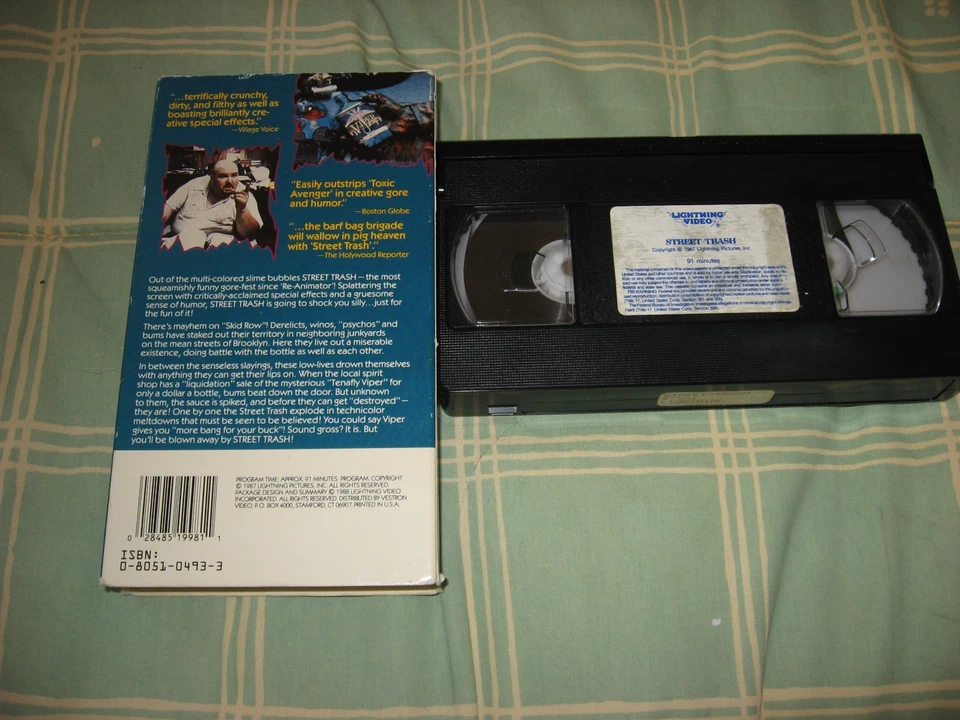 "...terrifically crunchy,
dirty, and filthy as well as
boasting brilliantly cre-
ative special effects."
—Village Voice
VIPER
"Easily outstrips 'Toxic
Avenger' in creative gore
and humor."
—Boston Globe
"...the barf bag brigade
will wallow in pig heaven
with 'Street Trash'."
—The Holywood Reporter
Out of the multi-colored slime bubbles STREET TRASH—the most
squeamishly funny gore-fest since 'Re-Animator'! Splattering the
screen with critically-acclaimed special effects and a gruesome
sense of humor, STREET TRASH is going to shock you silly...just for
the fun of it!
There's mayhem on "Skid Row"! Derelicts, winos, "psychos" and
bums have staked out their territory in neighboring junkyards
on the mean streets of Brooklyn. Here they live out a miserable
existence, doing battle with the bottle as well as each other.
In between the senseless slayings, these low-lives drown themselves
with anything they can get their lips on. When the local spirit
shop has a "liquidation" sale of the mysterious "Tenafly Viper" for
only a dollar a bottle, bums beat down the door. But unknown
to them, the sauce is spiked, and before they can get "destroyed"—
they are! One by one the Street Trash explode in technicolor
meltdowns that must be seen to be believed! You could say Viper
gives you "more bang for your buck"! Sound gross? It is. But
you'll be blown away by STREET TRASH!
PROGRAM TIME: APPROX. 91 MINUTES. PROGRAM: COPYRIGHT
© 1987 LIGHTNING PICTURES, INC. ALL RIGHTS RESERVED.
PACKAGE DESIGN AND SUMMARY © 1988 LIGHTNING VIDEO
INCORPORATED. ALL RIGHTS RESERVED. DISTRIBUTED BY VESTRON
VIDEO, P.O. BOX 4000, STAMFORD, CT 06907. PRINTED IN U.S.A.
0 28485 19981 1
ISBN:
0-8051-0493-3
LIGHTNING
VIDEO
STREET TRASH
Copyright © 1987 Lightning Pictures, Inc.
91 minutes